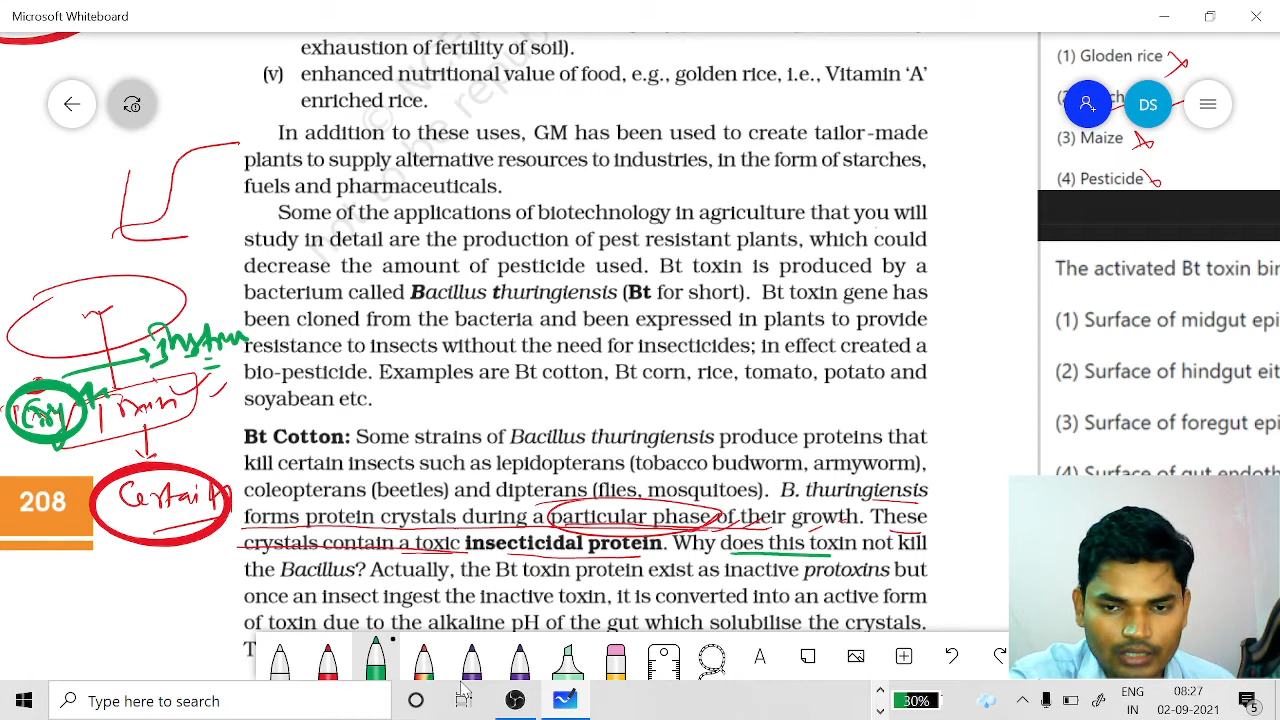 Microsoft Whiteboard
exhaustion of fertility of soil).
(v) enhanced nutritional value of food, e.g., golden rice, i.e., Vitamin ‘A’
enriched rice.
In addition to these uses, GM has been used to create tailor-made
plants to supply alternative resources to industries, in the form of starches,
fuels and pharmaceuticals.
Some of the applications of biotechnology in agriculture that you will
study in detail are the production of pest resistant plants, which could
decrease the amount of pesticide used. Bt toxin is produced by a
bacterium called Bacillus thuringiensis (Bt for short). Bt toxin gene has
been cloned from the bacteria and been expressed in plants to provide
resistance to insects without the need for insecticides; in effect created a
bio-pesticide. Examples are Bt cotton, Bt corn, rice, tomato, potato and
soyabean etc.
Bt Cotton: Some strains of Bacillus thuringiensis produce proteins that
kill certain insects such as lepidopterans (tobacco budworm, armyworm),
coleopterans (beetles) and dipterans (flies, mosquitoes). B. thuringiensis
forms protein crystals during a particular phase of their growth. These
crystals contain a toxic insecticidal protein. Why does this toxin not kill
the Bacillus? Actually, the Bt toxin protein exist as inactive protoxins but
once an insect ingest the inactive toxin, it is converted into an active form
of toxin due to the alkaline pH of the gut which solubilise the crystals.
208
Cry
Toxin
Certain
(1) Gloden rice
(3) Maize
(4) Pesticide
DS
The activated Bt toxin bin
(1) Surface of midgut epi
(2) Surface of hindgut eit
(3) Surface of foregut epi
(4) Surface of gut endoth
A
Type here to search
30%
ENG
IN
08:27
02-09-2021
5